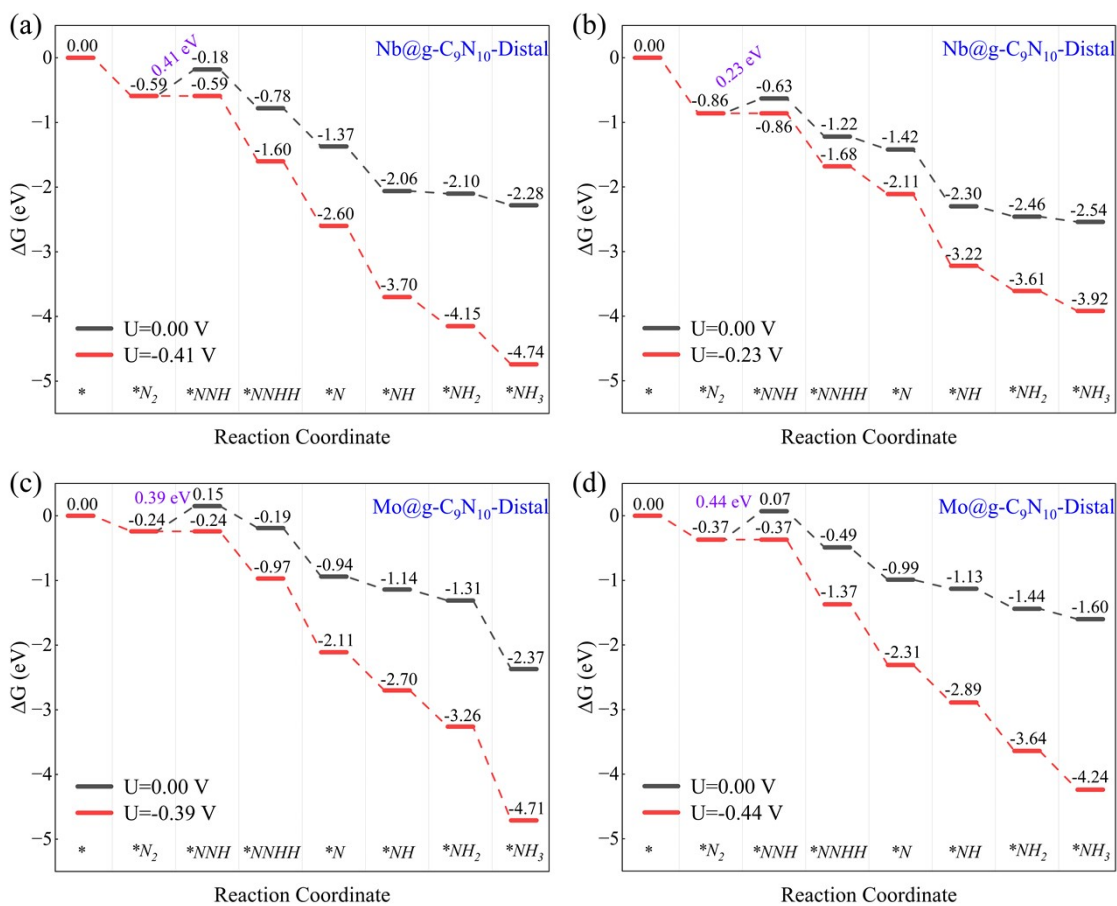 (a)
Nb@g-C₉N₁₀-Distal
0.41 eV
ΔG (eV)
0
−1
−2
−3
−4
−5
0.00
-0.59
-0.18
-0.59
-0.78
-1.60
-1.37
-2.60
-2.06
-3.70
-2.10
-4.15
-2.28
-4.74
U=0.00 V
U=-0.41 V
* *N₂ *NNH *NNHH *N *NH *NH₂ *NH₃
Reaction Coordinate
(b)
Nb@g-C₉N₁₀-Distal
0.23 eV
ΔG (eV)
0
−1
−2
−3
−4
−5
0.00
-0.86
-0.63
-0.86
-1.22
-1.68
-1.42
-2.11
-2.30
-3.22
-2.46
-3.61
-2.54
-3.92
U=0.00 V
U=-0.23 V
* *N₂ *NNH *NNHH *N *NH *NH₂ *NH₃
Reaction Coordinate
(c)
Mo@g-C₉N₁₀-Distal
0.39 eV
ΔG (eV)
0
−1
−2
−3
−4
−5
0.00
-0.24
0.15
-0.24
-0.19
-0.97
-0.94
-2.11
-1.14
-2.70
-1.31
-3.26
-2.37
-4.71
U=0.00 V
U=-0.39 V
* *N₂ *NNH *NNHH *N *NH *NH₂ *NH₃
Reaction Coordinate
(d)
Mo@g-C₉N₁₀-Distal
0.44 eV
ΔG (eV)
0
−1
−2
−3
−4
−5
0.00
-0.37
0.07
-0.37
-0.49
-1.37
-0.99
-2.31
-1.13
-2.89
-1.44
-3.64
-1.60
-4.24
U=0.00 V
U=-0.44 V
* *N₂ *NNH *NNHH *N *NH *NH₂ *NH₃
Reaction Coordinate